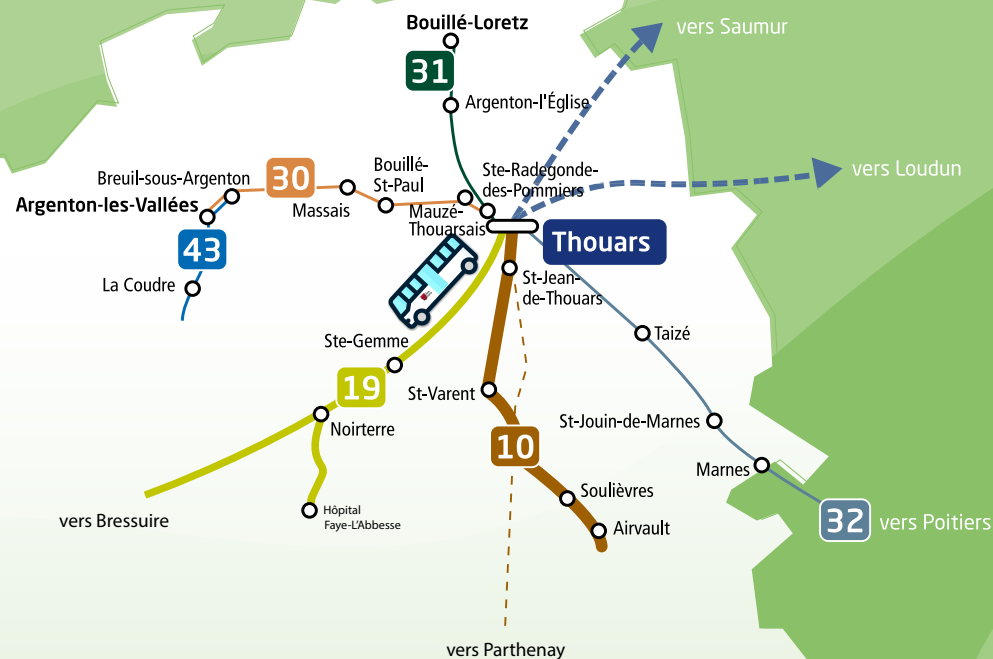 Bouillé-Loretz
vers Saumur
31
Argenton-l'Église
Bouillé-
St-Paul
Ste-Radegonde-
des-Pommiers
vers Loudun
Breuil-sous-Argenton
30
Argenton-les-Vallées
Massais
Mauzé-
Thouarsais
Thouars
43
La Coudre
St-Jean-
de-Thouars
Ste-Gemme
Taizé
19
St-Varent
St-Jouin-de-Marnes
Noirterre
10
Marnes
Soulièvres
Hôpital
Faye-L'Abbesse
vers Bressuire
Airvault
32
vers Poitiers
vers Parthenay